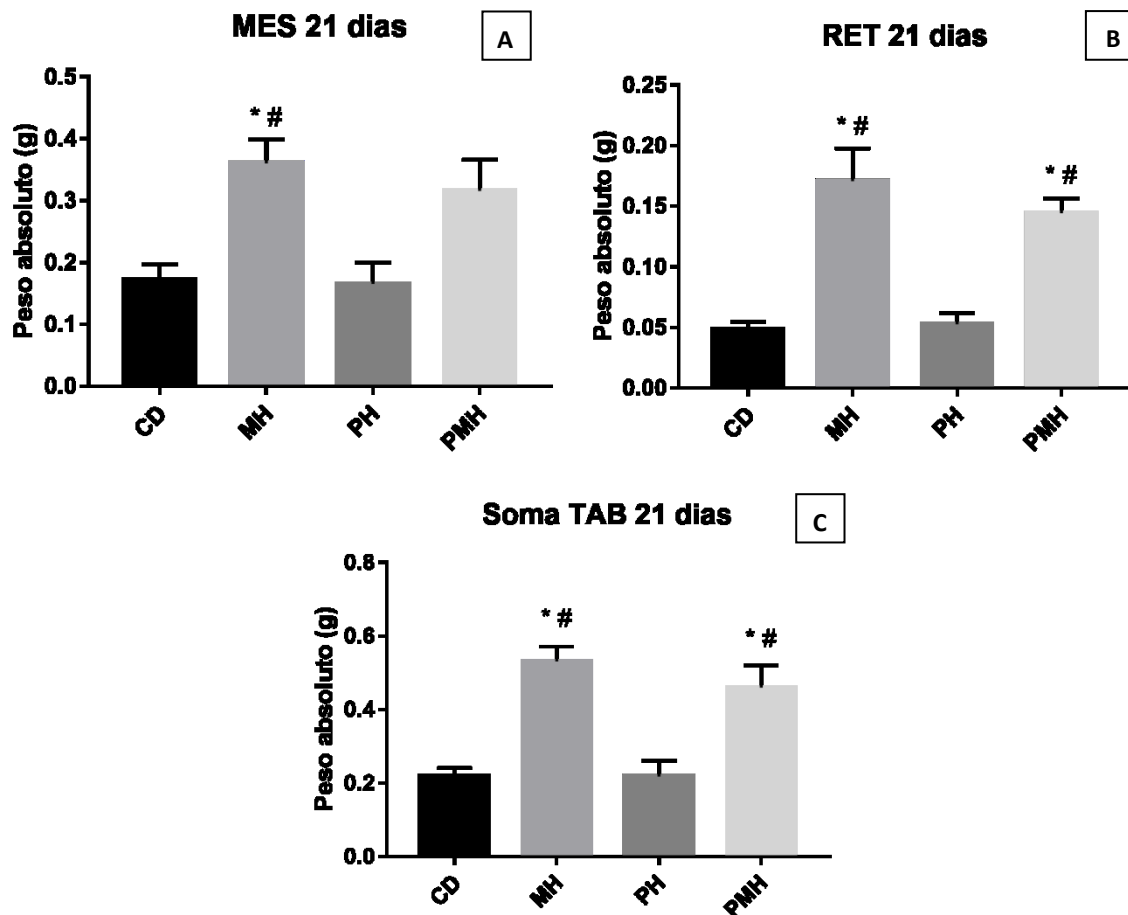 MES 21 dias
A
Peso absoluto (g)
0.5
0.4
0.3
0.2
0.1
0.0
* #
CD
MH
PH
PMH
RET 21 dias
B
Peso absoluto (g)
0.25
0.20
0.15
0.10
0.05
0.00
* #
* #
CD
MH
PH
PMH
Soma TAB 21 dias
C
Peso absoluto (g)
0.8
0.6
0.4
0.2
0.0
* #
* #
CD
MH
PH
PMH